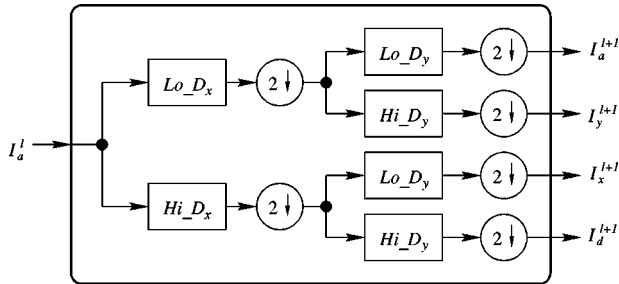 Lo_D_y 2↓ I_a^{l+1}
Lo_D_x 2↓
Hi_D_y 2↓ I_y^{l+1}
I_a^l
Lo_D_y 2↓ I_x^{l+1}
Hi_D_x 2↓
Hi_D_y 2↓ I_d^{l+1}